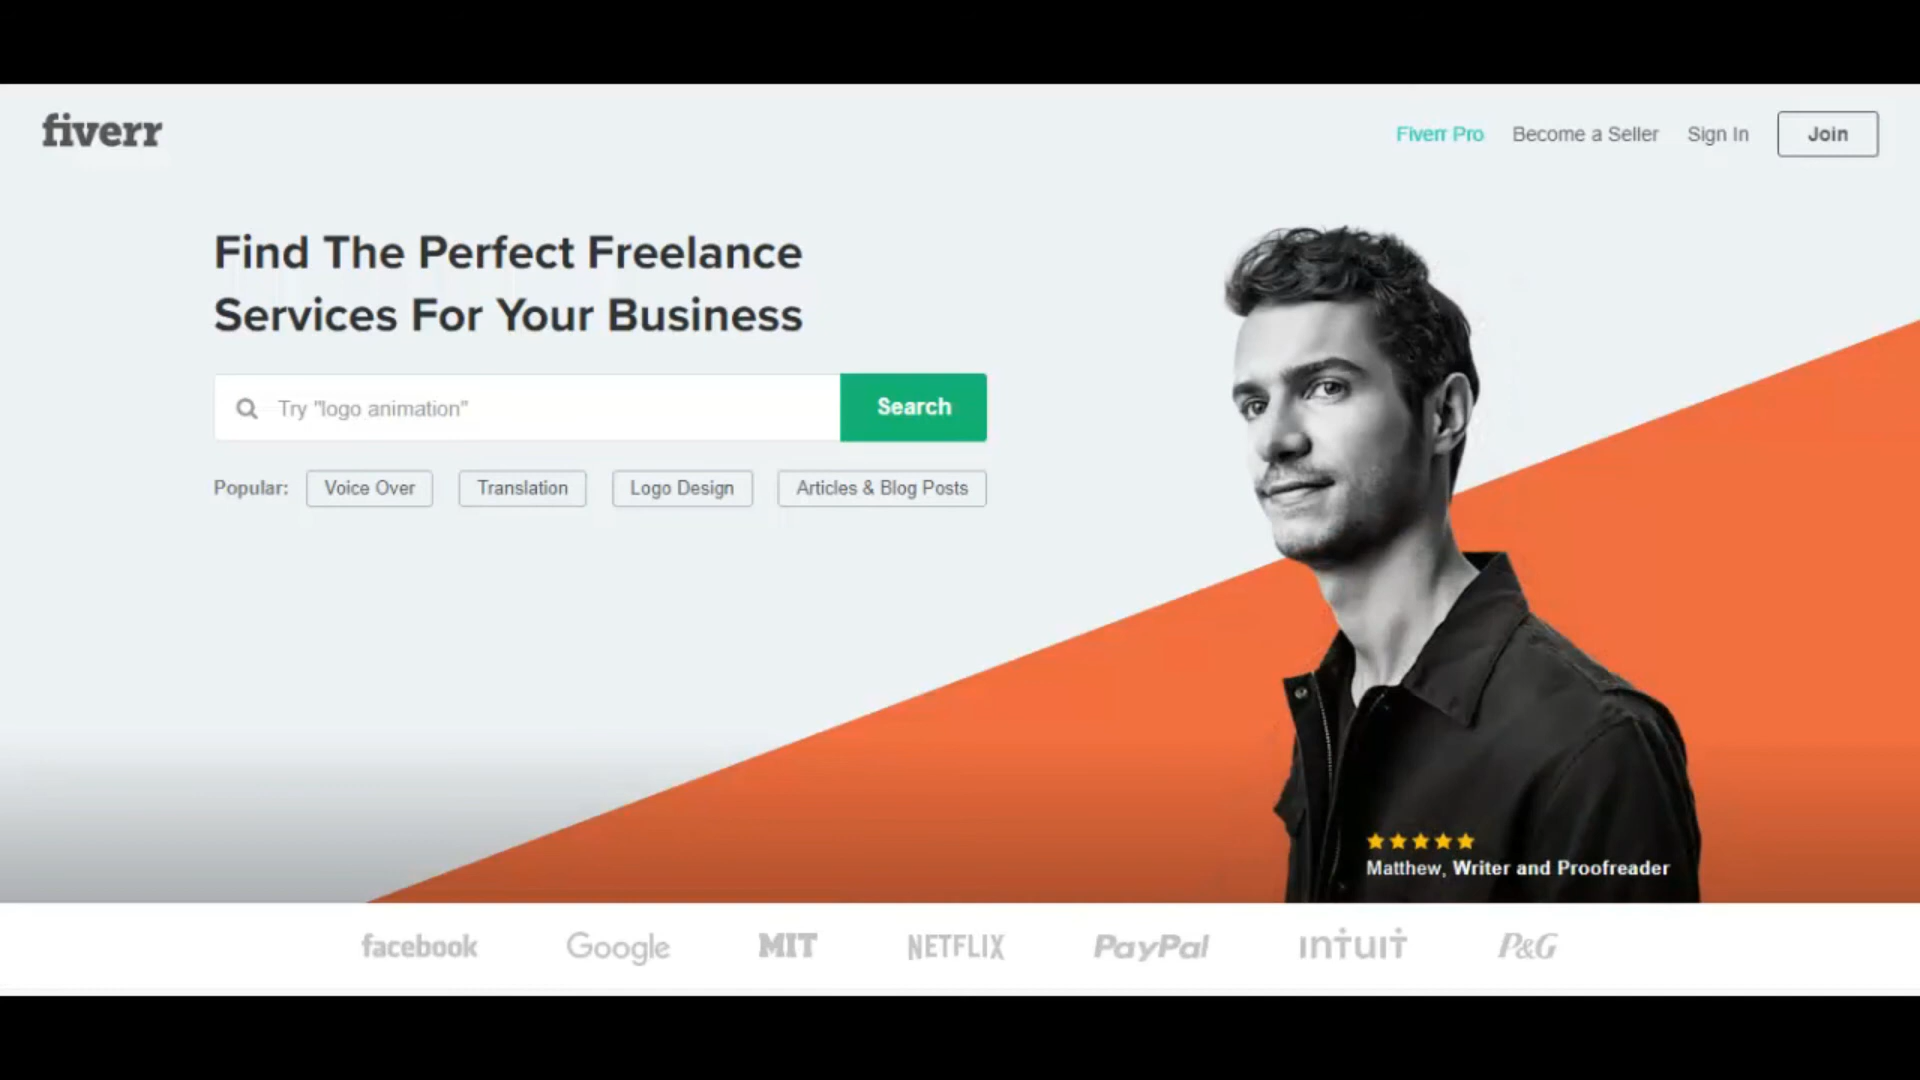 fiverr
Fiverr Pro
Become a Seller
Sign In
Join
Find The Perfect Freelance
Services For Your Business
Try "logo animation"
Search
Popular:
Voice Over
Translation
Logo Design
Articles & Blog Posts
Matthew, Writer and Proofreader
facebook
Google
MIT
NETFLIX
PayPal
intuit
P&G